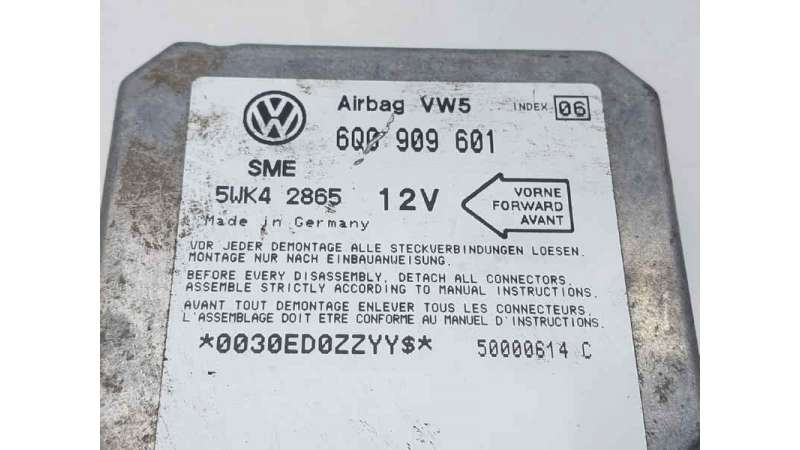 Airbag VW5 INDEX 06
6Q0 909 601
SME
5WK4 2865 12V
VORNE
FORWARD
AVANT
Made in Germany
VOR JEDER DEMONTAGE ALLE STECKVERBINDUNGEN LOESEN.
MONTAGE NUR NACH EINBAUANWEISUNG.
BEFORE EVERY DISASSEMBLY, DETACH ALL CONNECTORS.
ASSEMBLE STRICTLY ACCORDING TO MANUAL INSTRUCTIONS.
AVANT TOUT DEMONTAGE ENLEVER TOUS LES CONNECTEURS.
L'ASSEMBLAGE DOIT ETRE CONFORME AU MANUEL D'INSTRUCTIONS.
*0030ED0ZZYY$* 50000614 C